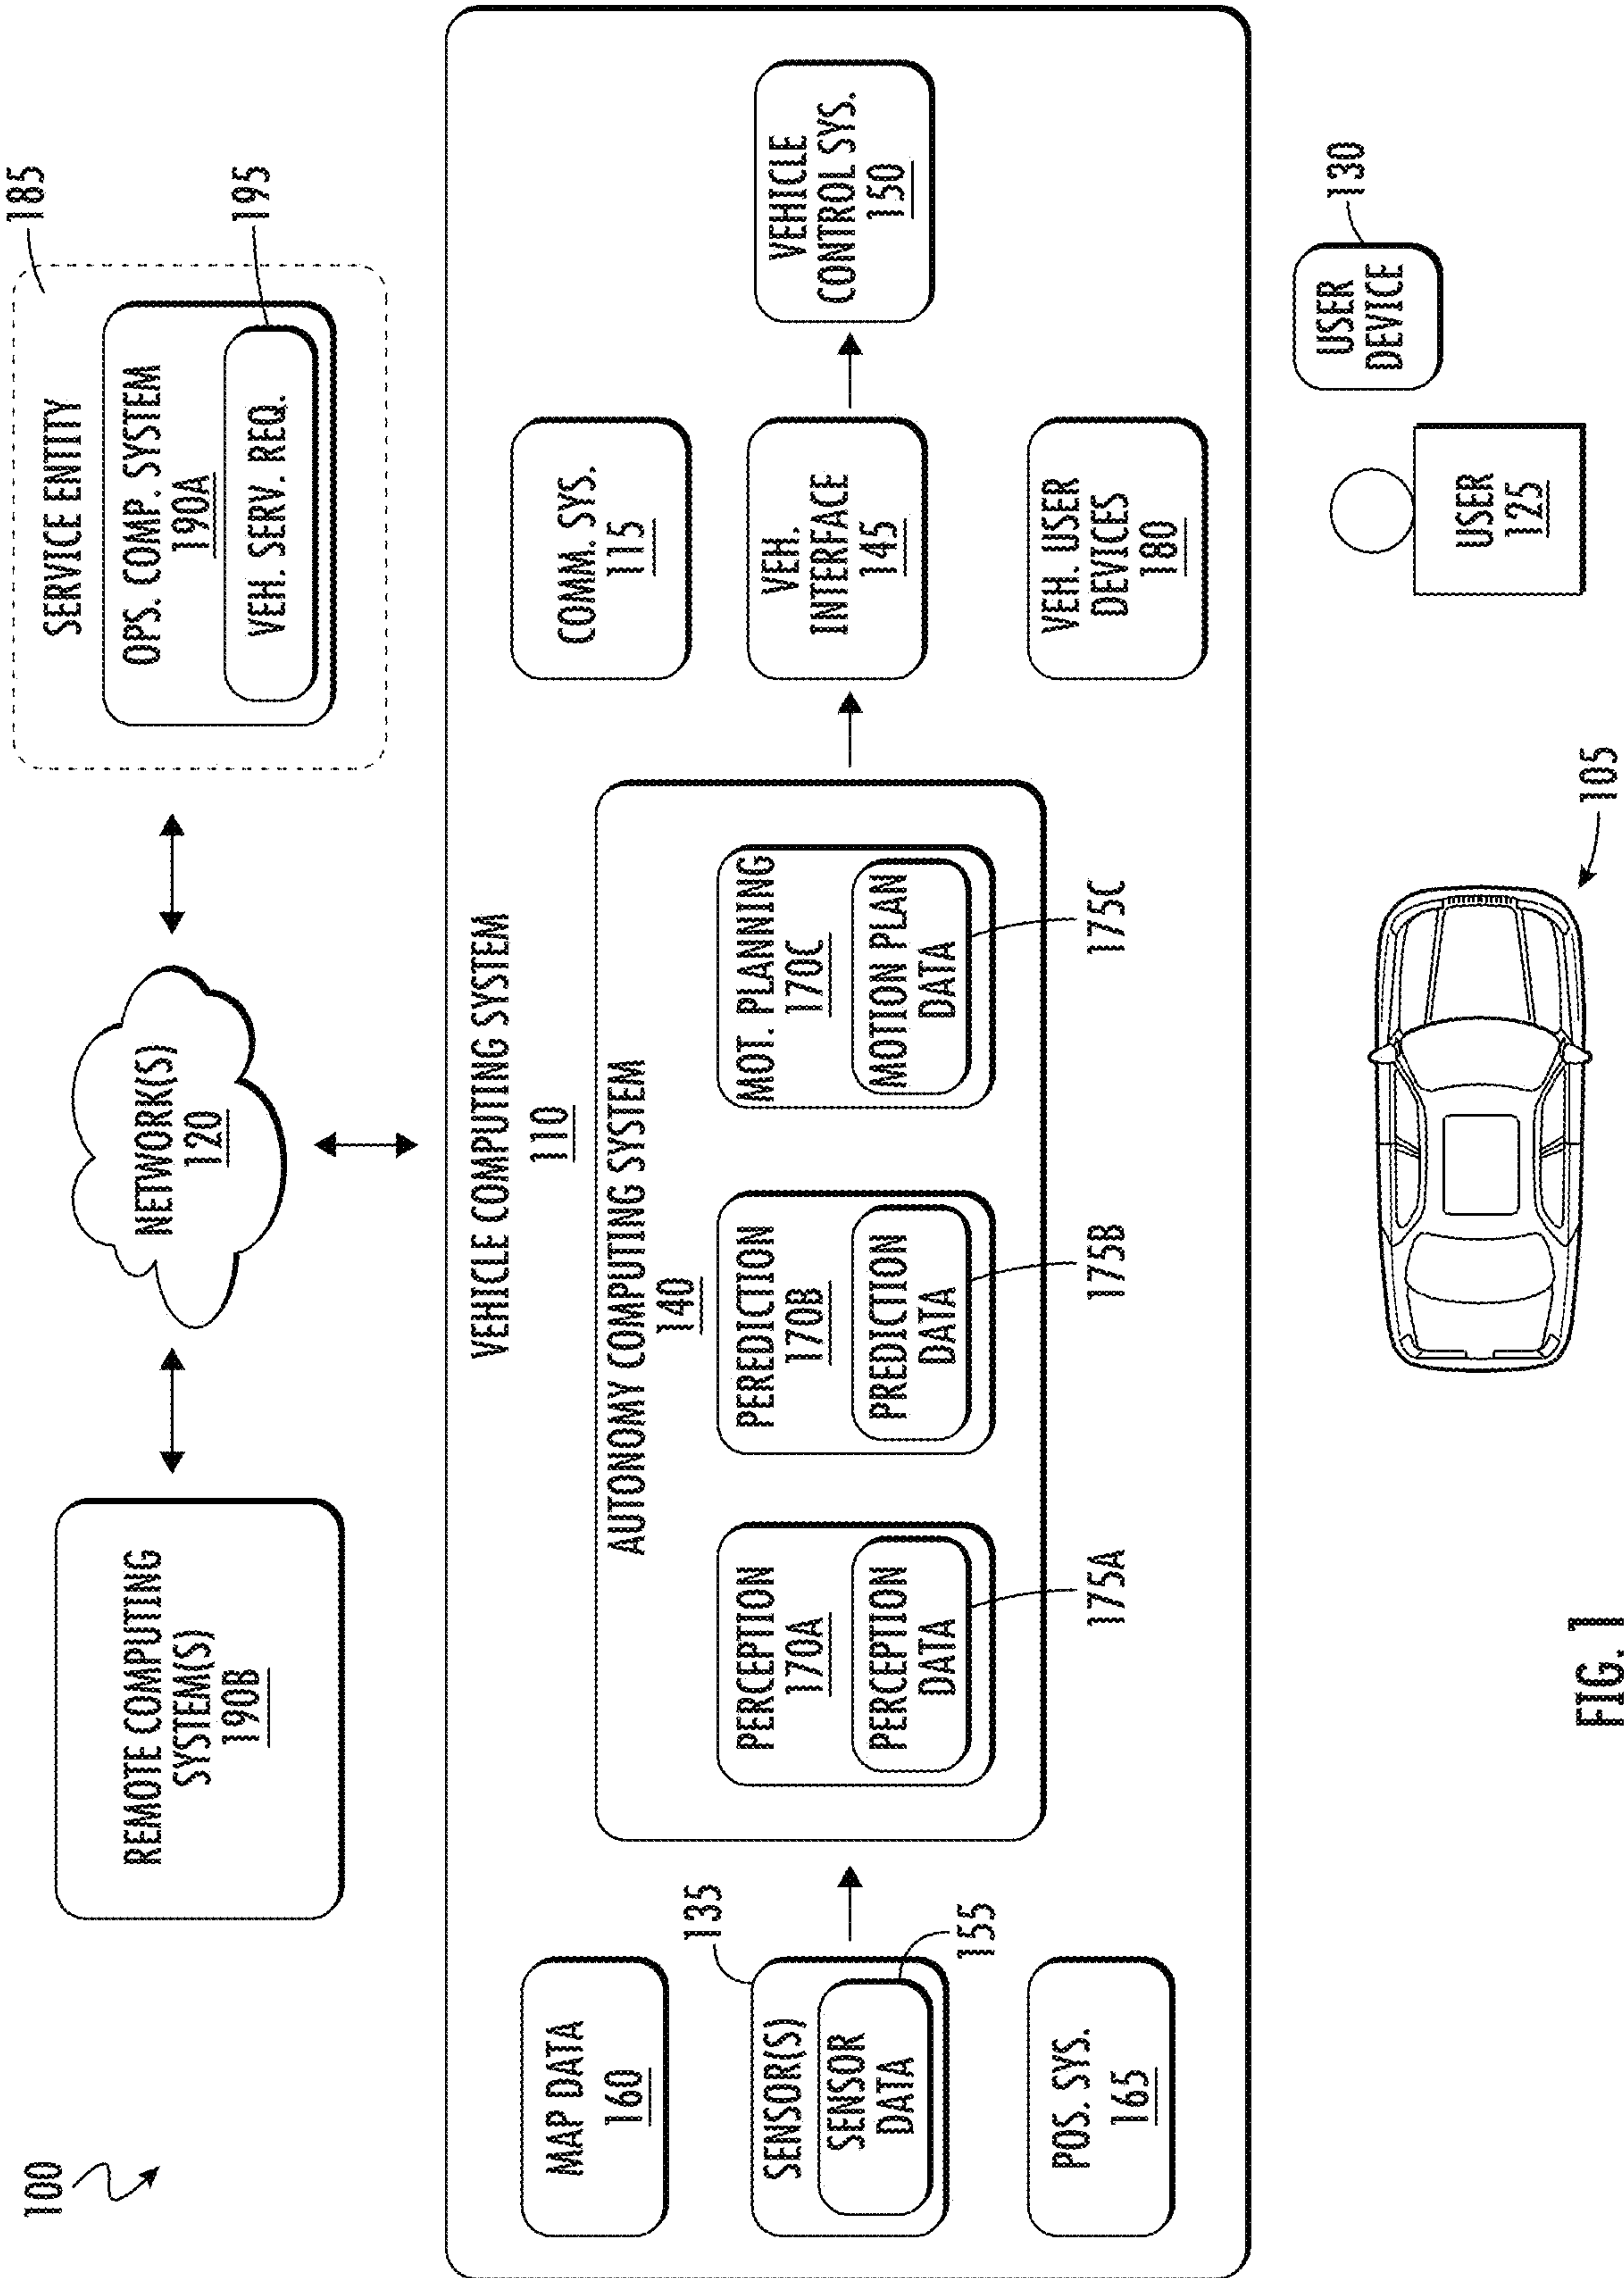 100
REMOTE COMPUTING
SYSTEM(S)
190B
NETWORK(S)
120
185
SERVICE ENTITY
OPS. COMP. SYSTEM
190A
VEH. SERV. REQ.
195
VEHICLE COMPUTING SYSTEM
110
MAP DATA
160
135
SENSOR(S)
SENSOR
DATA
155
POS. SYS.
165
AUTONOMY COMPUTING SYSTEM
140
PERCEPTION
170A
PERCEPTION
DATA
175A
PEREDICTION
170B
PREDICTION
DATA
175B
MOT. PLANNING
170C
MOTION PLAN
DATA
175C
COMM. SYS.
115
VEH.
INTERFACE
145
VEH. USER
DEVICES
180
VEHICLE
CONTROL SYS.
150
105
USER
125
USER
DEVICE
130
FIG. 1